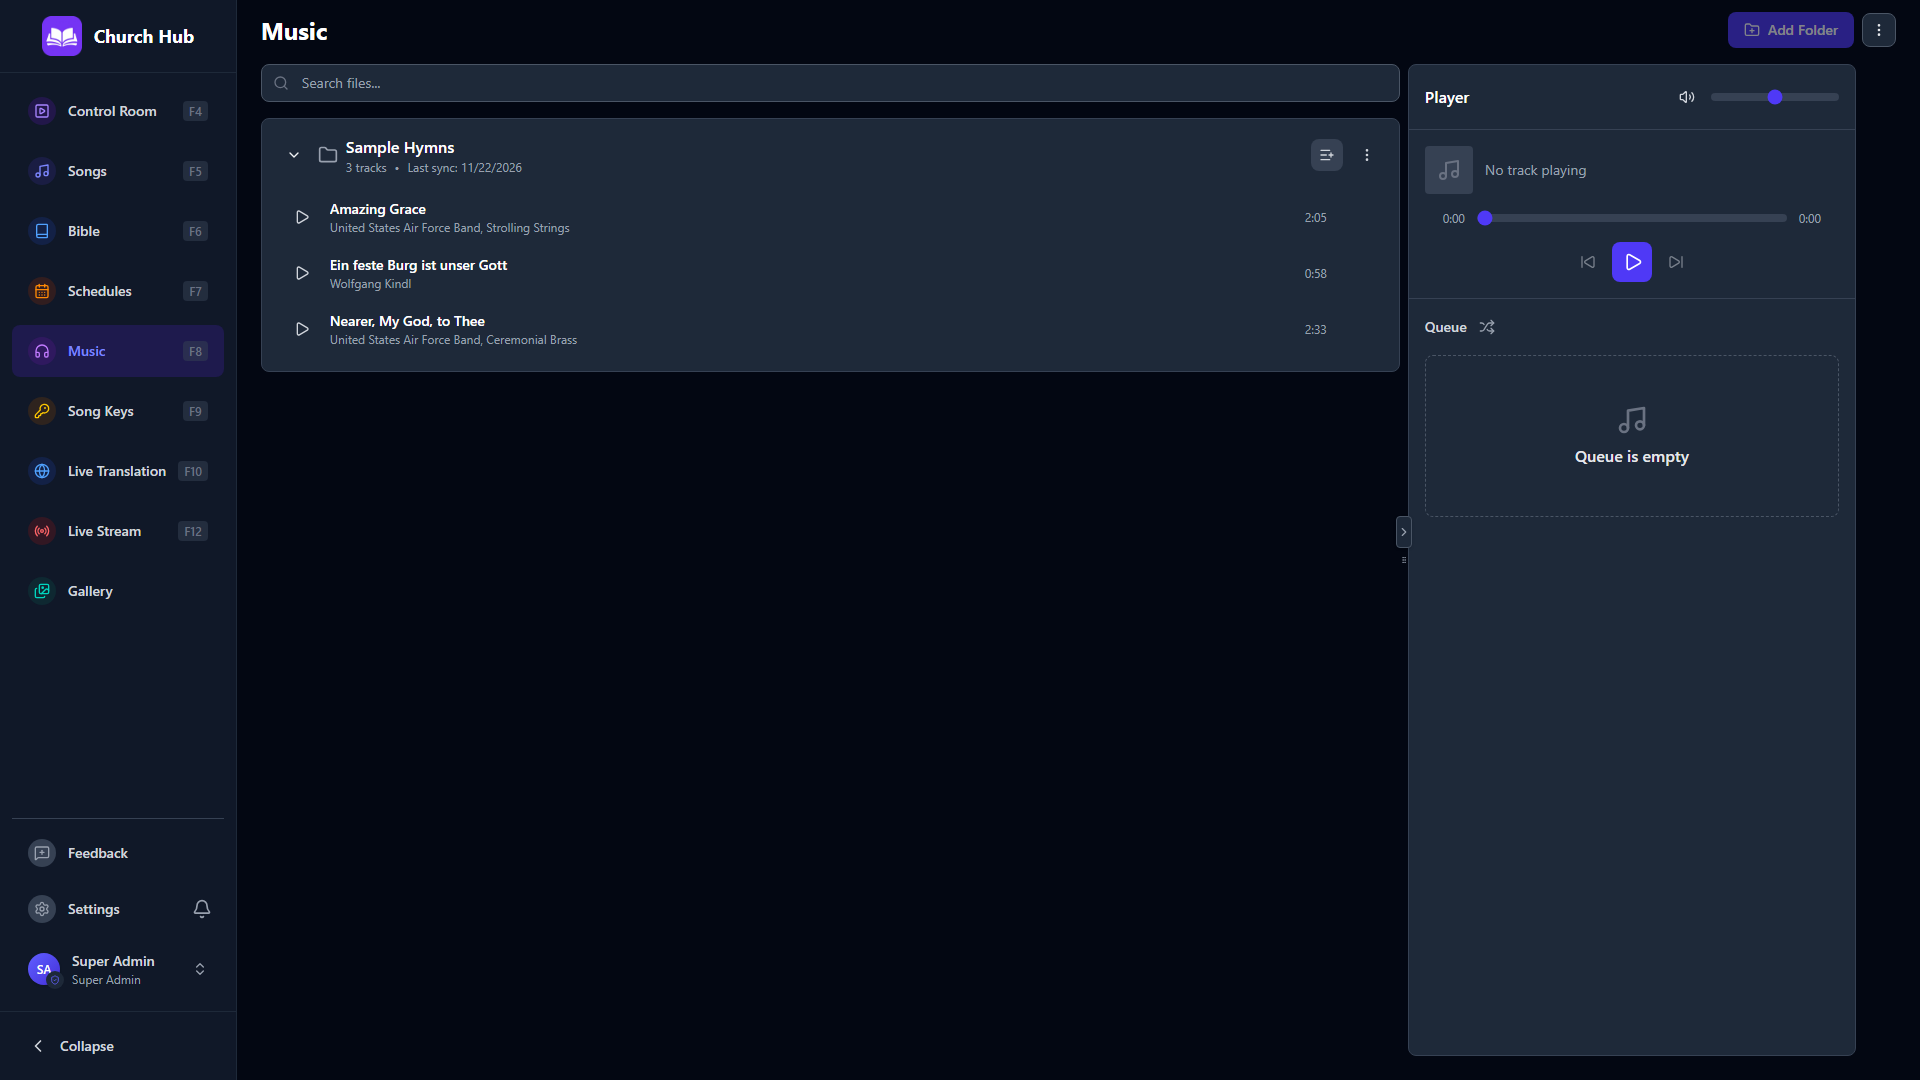 Church Hub
Control Room F4
Songs F5
Bible F6
Schedules F7
Music F8
Song Keys F9
Live Translation F10
Live Stream F12
Gallery
Feedback
Settings
SA
Super Admin
Super Admin
Collapse
Music
Add Folder
Search files...
Sample Hymns
3 tracks • Last sync: 11/22/2026
Amazing Grace
United States Air Force Band, Strolling Strings
2:05
Ein feste Burg ist unser Gott
Wolfgang Kindl
0:58
Nearer, My God, to Thee
United States Air Force Band, Ceremonial Brass
2:33
Player
No track playing
0:00 0:00
Queue
Queue is empty